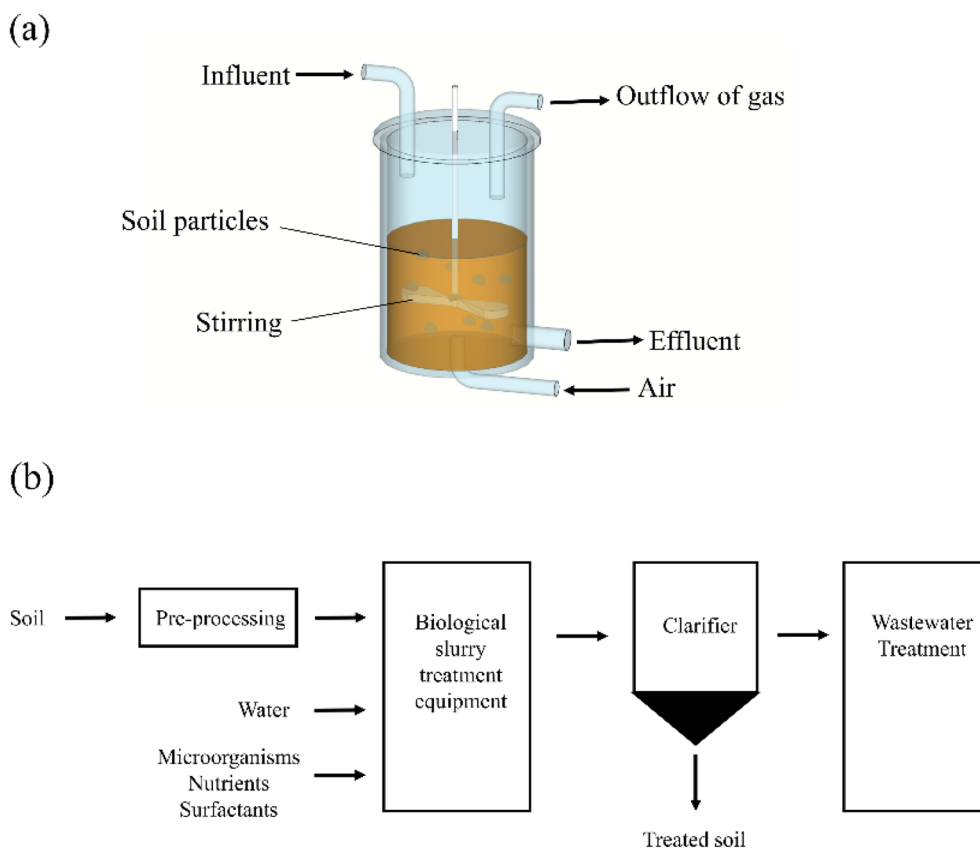 (a)
Influent
Outflow of gas
Soil particles
Stirring
Effluent
Air
(b)
Soil
Pre-processing
Biological
slurry
treatment
equipment
Clarifier
Wastewater
Treatment
Water
Microorganisms
Nutrients
Surfactants
Treated soil